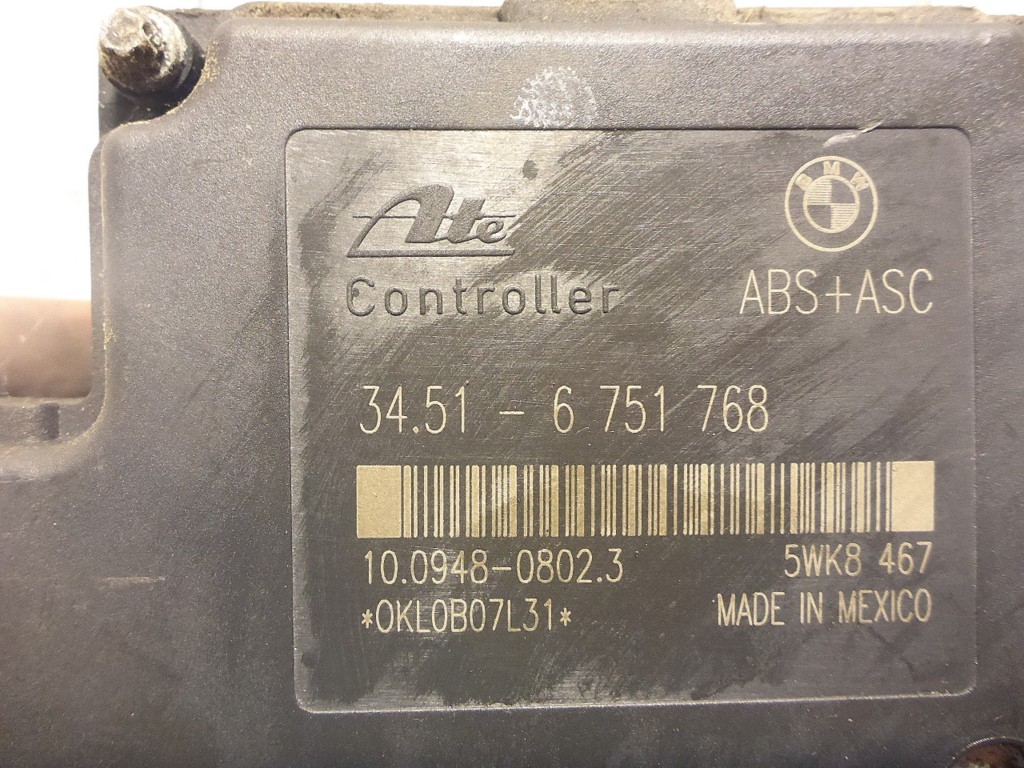 Ate
BMW
Controller
ABS+ASC
34.51 - 6 751 768
10.0948-0802.3
5WK8 467
*OKL0B07L31*
MADE IN MEXICO